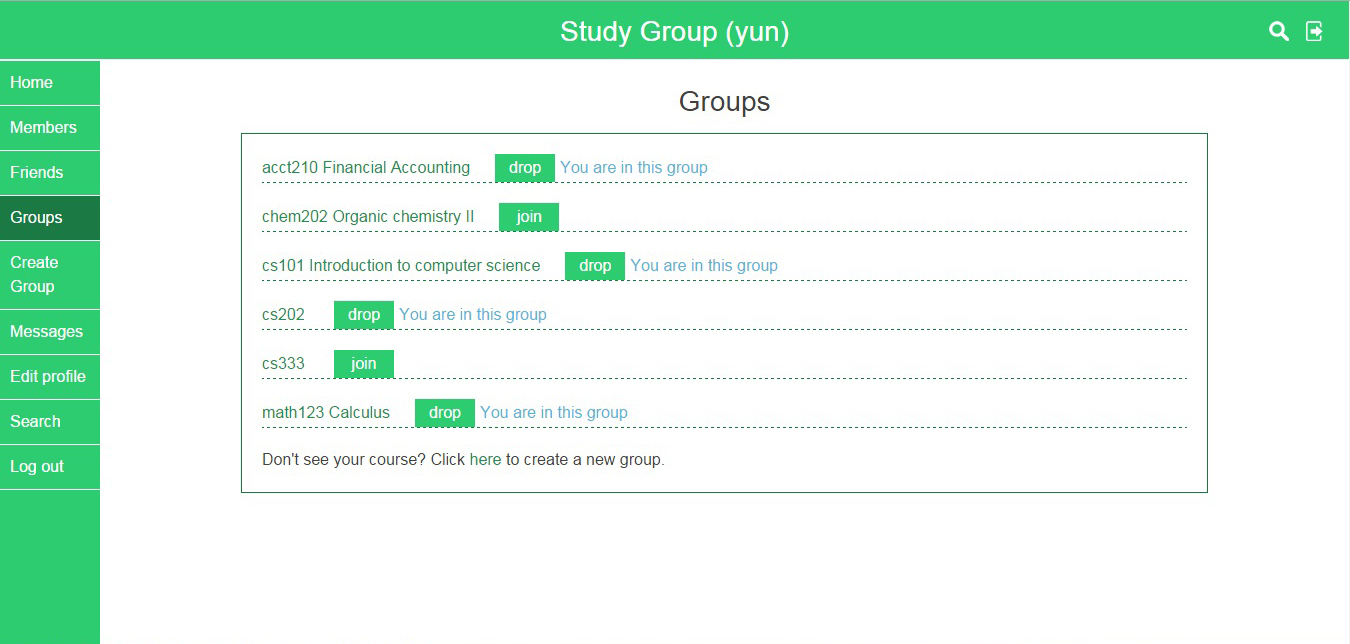 Study Group (yun)
Home
Members
Friends
Groups
Create
Group
Messages
Edit profile
Search
Log out
Groups
acct210 Financial Accounting drop You are in this group
chem202 Organic chemistry II join
cs101 Introduction to computer science drop You are in this group
cs202 drop You are in this group
cs333 join
math123 Calculus drop You are in this group
Don't see your course? Click here to create a new group.